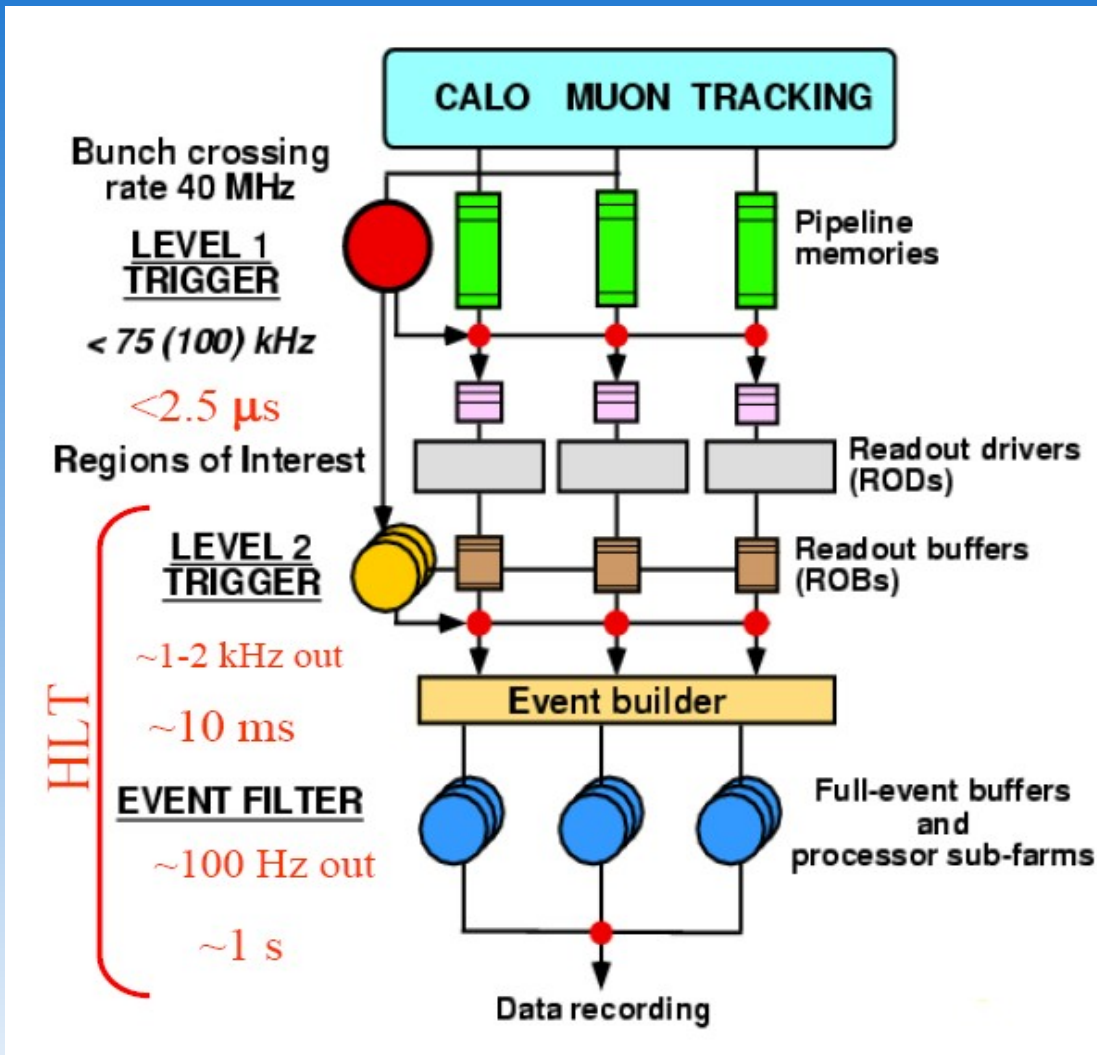 CALO MUON TRACKING
Bunch crossing
rate 40 MHz
LEVEL 1
TRIGGER
< 75 (100) kHz
<2.5 μs
Regions of Interest
Pipeline
memories
Readout drivers
(RODs)
HLT
LEVEL 2
TRIGGER
~1-2 kHz out
~10 ms
Readout buffers
(ROBs)
Event builder
EVENT FILTER
~100 Hz out
~1 s
Full-event buffers
and
processor sub-farms
Data recording